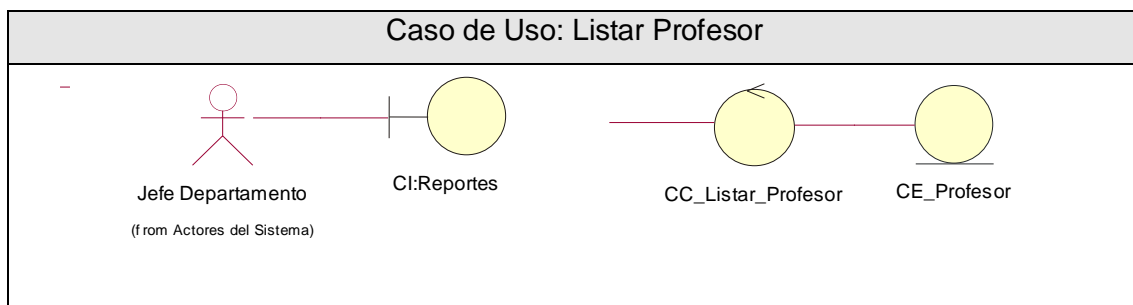 Caso de Uso: Listar Profesor
Jefe Departamento
(from Actores del Sistema)
CI:Reportes
CC_Listar_Profesor
CE_Profesor